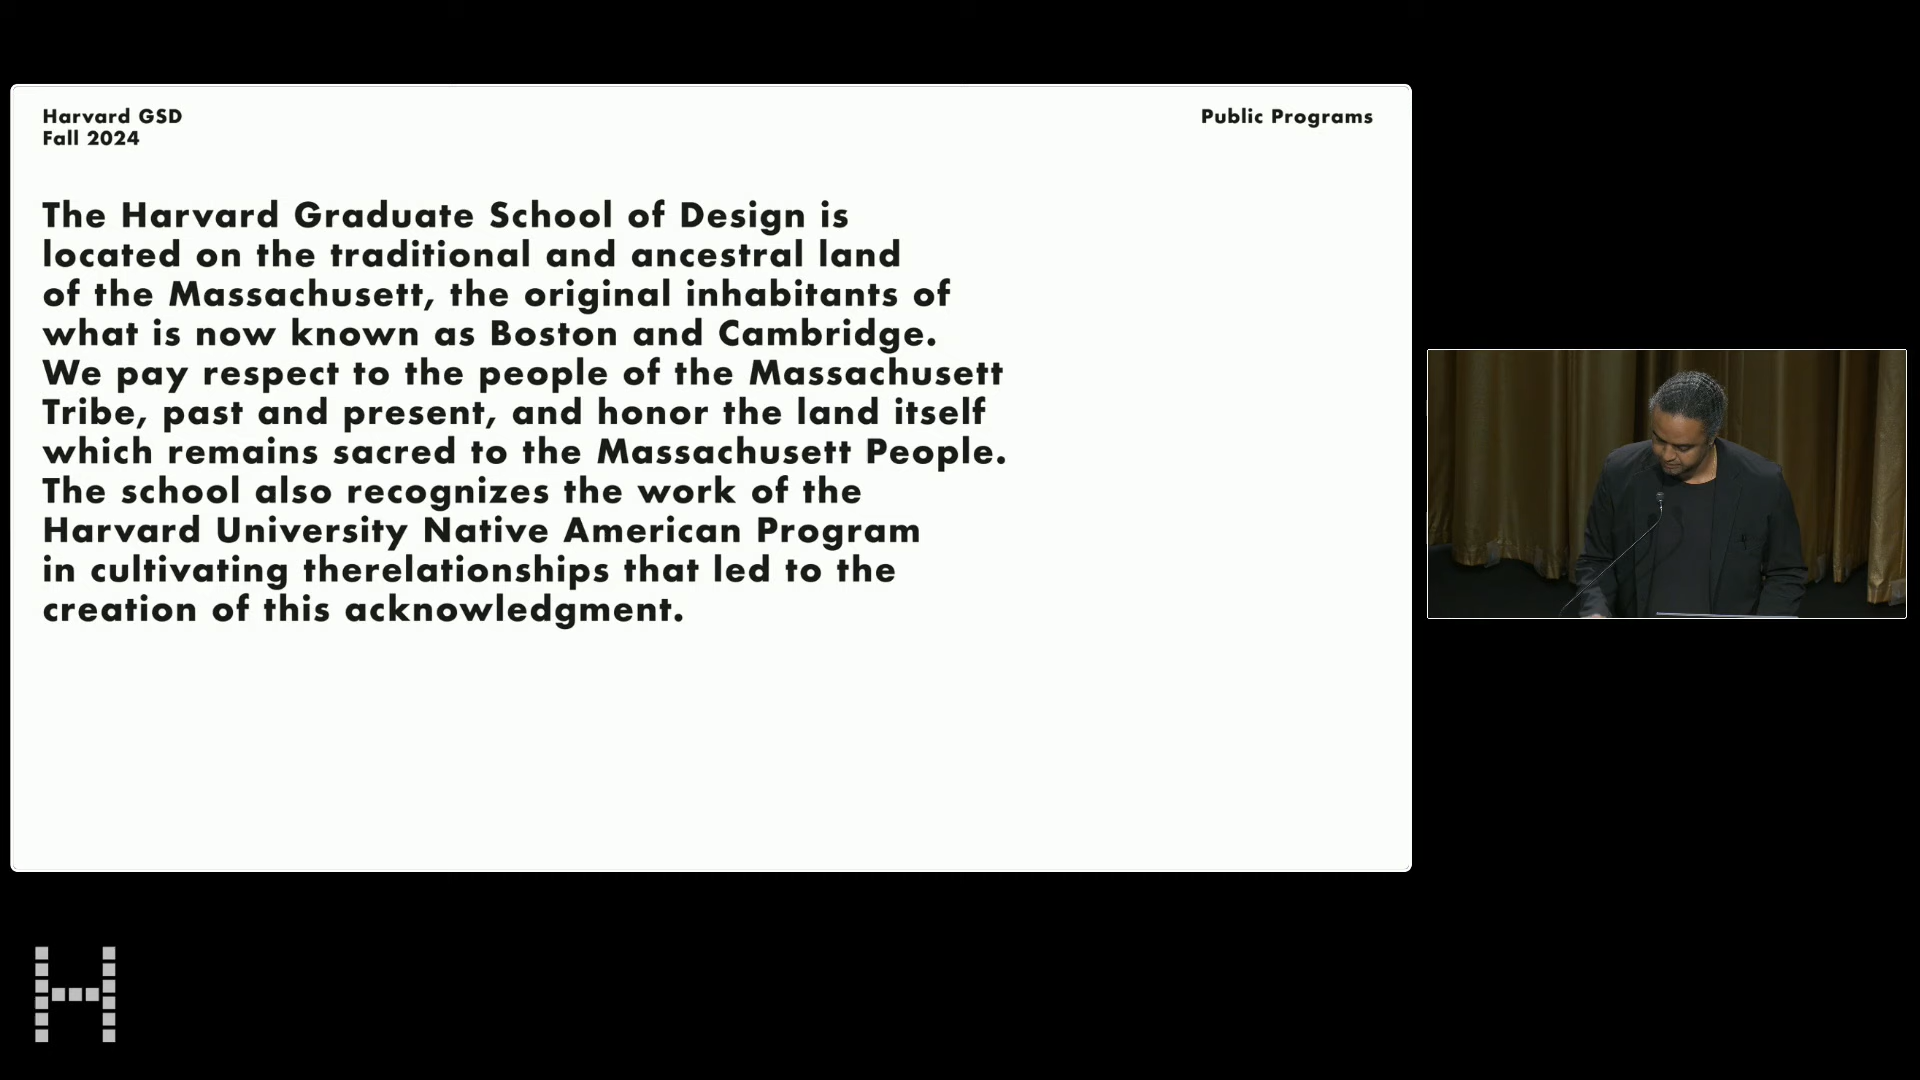 Harvard GSD
Fall 2024
Public Programs
The Harvard Graduate School of Design is
located on the traditional and ancestral land
of the Massachusett, the original inhabitants of
what is now known as Boston and Cambridge.
We pay respect to the people of the Massachusett
Tribe, past and present, and honor the land itself
which remains sacred to the Massachusett People.
The school also recognizes the work of the
Harvard University Native American Program
in cultivating therelationships that led to the
creation of this acknowledgment.
H